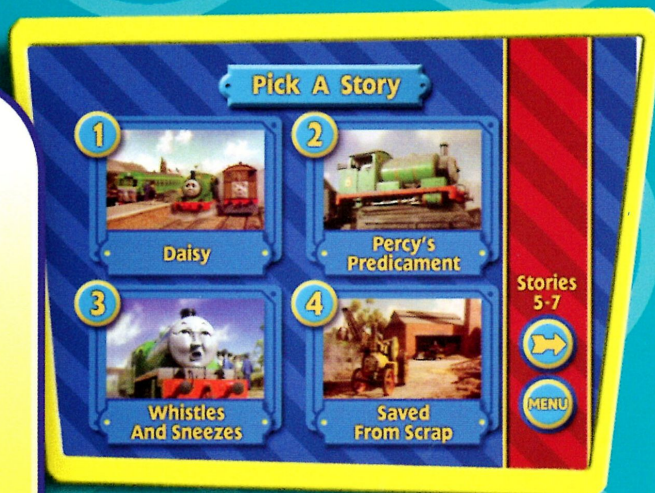 Pick A Story
1
2
Daisy
Percy's
Predicament
3
4
Whistles
And Sneezes
Saved
From Scrap
Stories
5-7
MENU